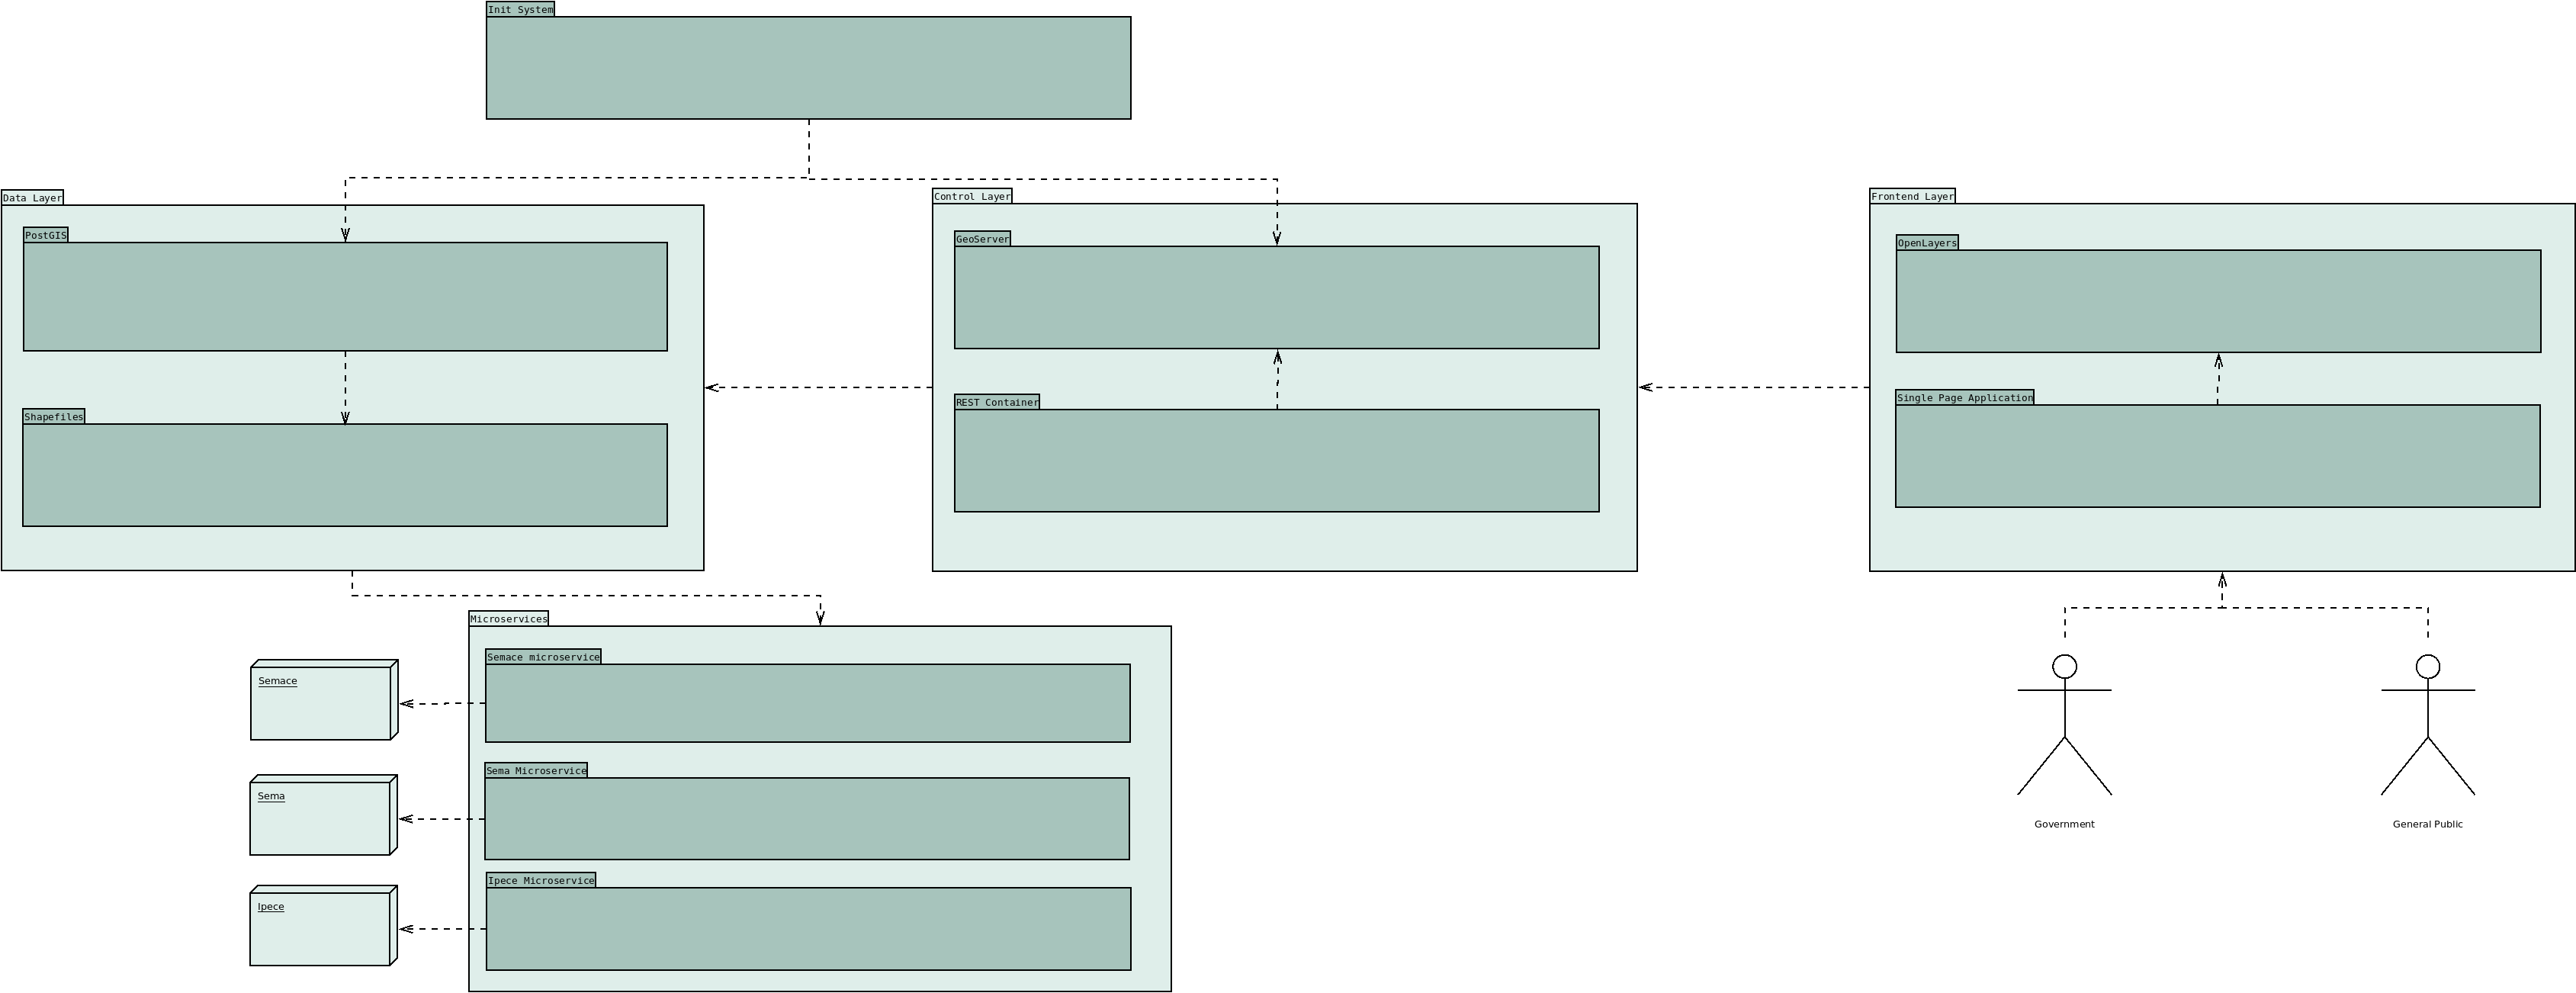 Init System
Data Layer
PostGIS
Shapefiles
Control Layer
GeoServer
REST Container
Frontend Layer
OpenLayers
Single Page Application
Microservices
Semace microservice
Sema Microservice
Ipece Microservice
Semace
Sema
Ipece
Government
General Public